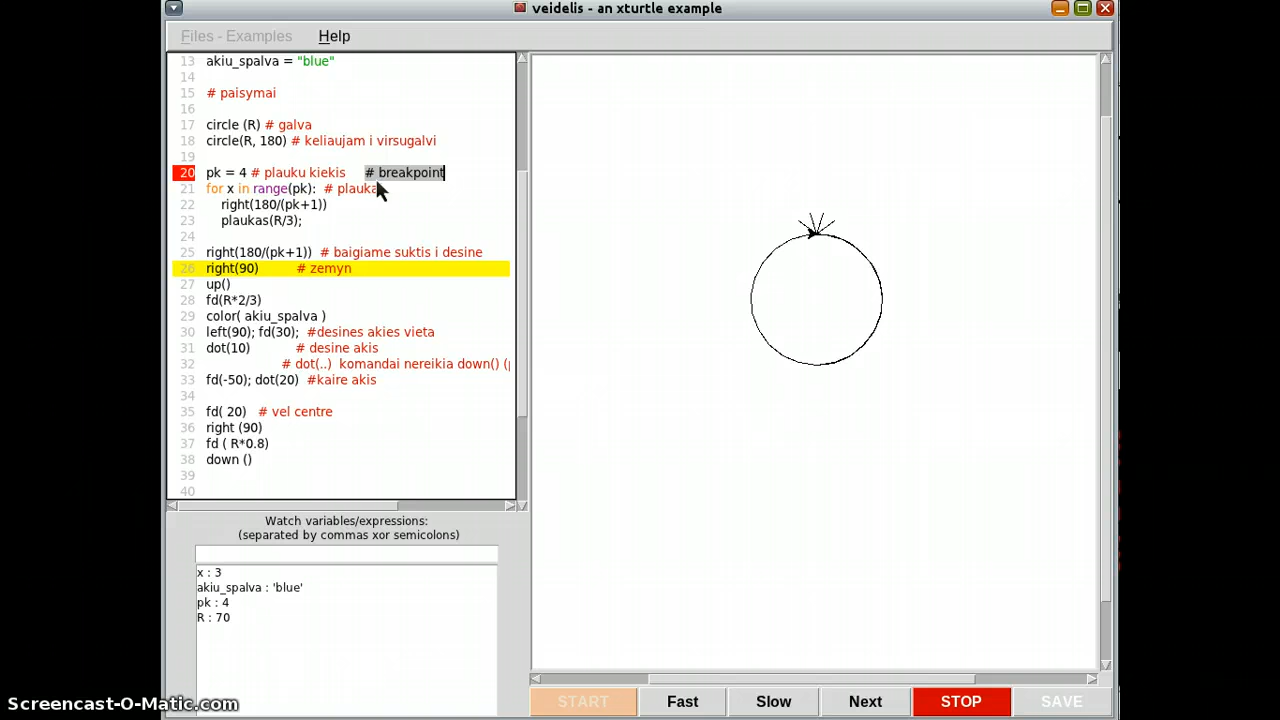 veidelis - an xturtle example
Files - Examples Help
13 akiu_spalva = "blue"
14
15 # paisymai
16
17 circle (R) # galva
18 circle(R, 180) # keliaujam i virsugalvi
19
20 pk = 4 # plauku kiekis # breakpoint
21 for x in range(pk): # plauka
22 right(180/(pk+1))
23 plaukas(R/3);
24
25 right(180/(pk+1)) # baigiame suktis i desine
26 right(90) # zemyn
27 up()
28 fd(R*2/3)
29 color( akiu_spalva )
30 left(90); fd(30); #desines akies vieta
31 dot(10) # desine akis
32 # dot(..) komandai nereikia down() (
33 fd(-50); dot(20) #kaire akis
34
35 fd( 20) # vel centre
36 right (90)
37 fd ( R*0.8)
38 down ()
39
40
Watch variables/expressions:
(separated by commas xor semicolons)
x : 3
akiu_spalva : 'blue'
pk : 4
R : 70
START Fast Slow Next STOP SAVE
Screencast-O-Matic.com